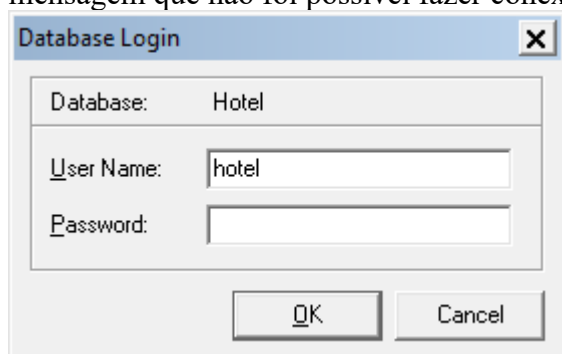 mensagem que não foi possível fazer conex
Database Login
Database: Hotel
User Name: hotel
Password:
OK Cancel